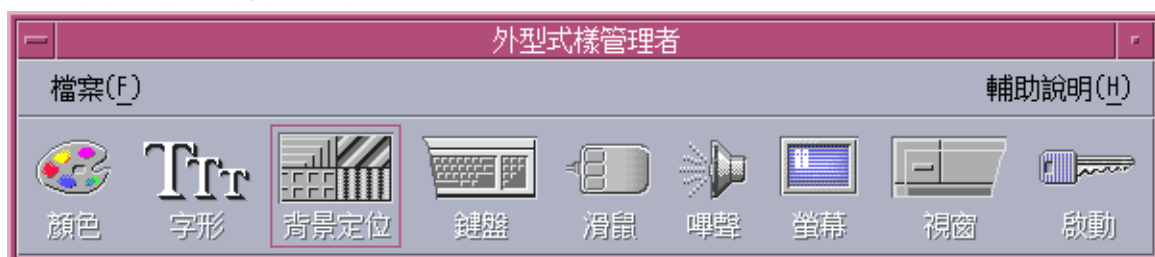 外型式樣管理者
檔案(F) 輔助說明(H)
顏色 字形 背景定位 鍵盤 滑鼠 嗶聲 螢幕 視窗 啟動